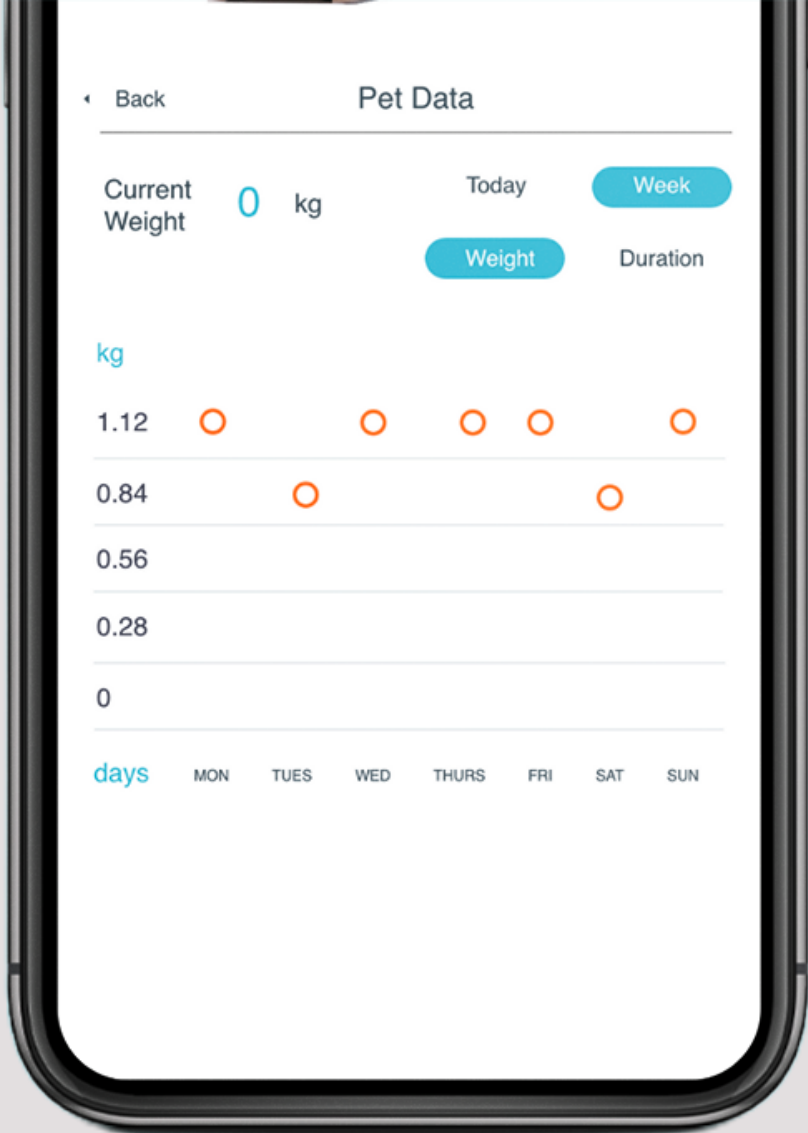 Back Pet Data
Current Weight 0 kg
Today Week
Weight Duration
kg
1.12
0.84
0.56
0.28
0
days MON TUES WED THURS FRI SAT SUN